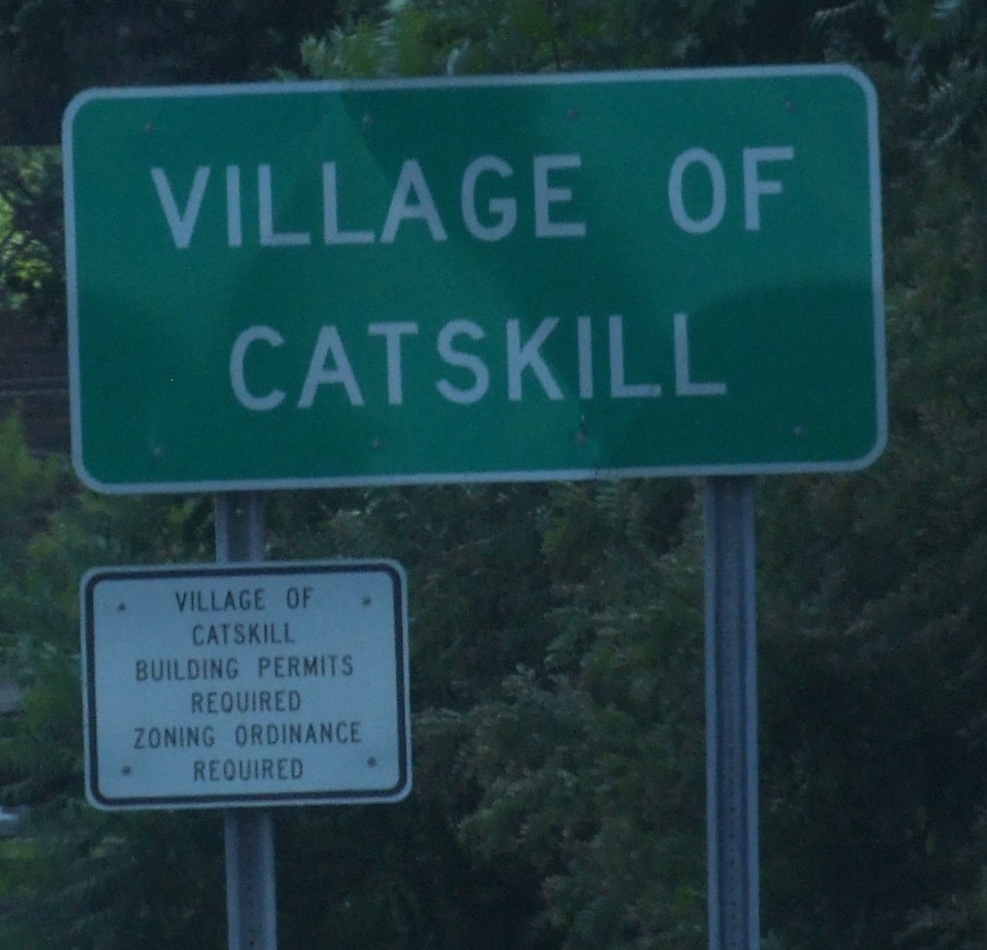 VILLAGE OF
CATSKILL
VILLAGE OF
CATSKILL
BUILDING PERMITS
REQUIRED
ZONING ORDINANCE
REQUIRED